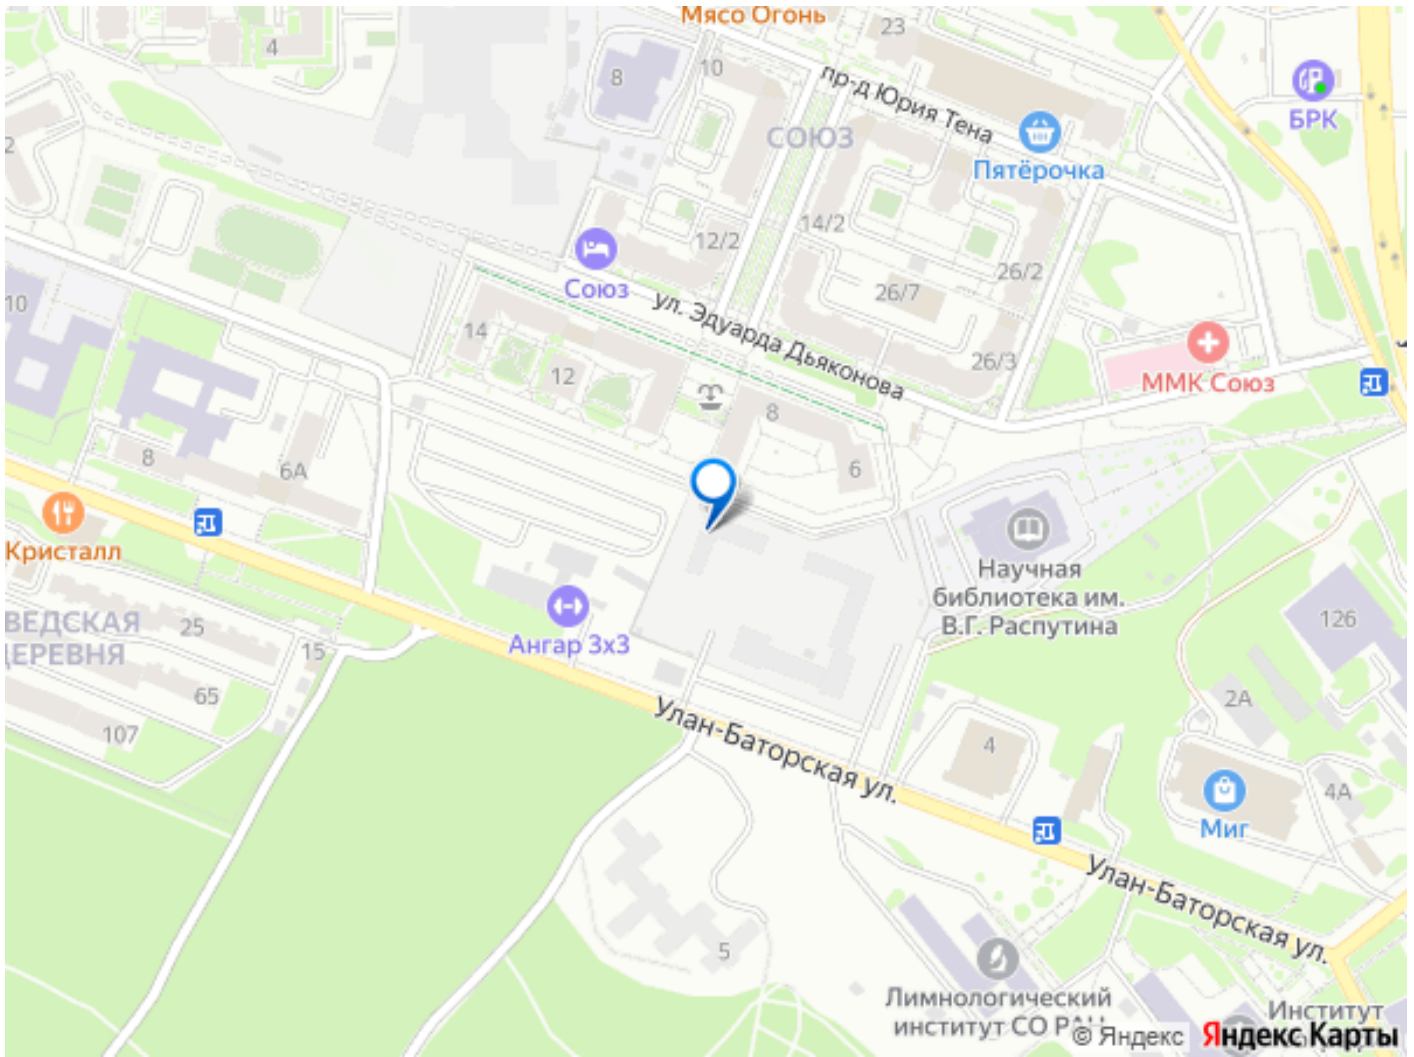 Мясо Огонь
23
4
8
10
пр-д Юрия Тена
БРК
СОЮЗ
Пятёрочка
2
12/2
14/2
26/2
Союз
26/7
10
ул. Эдуарда Дьяконова
14
26/3
12
ММК Союз
8
8
6А
6
Кристалл
Научная
библиотека им.
В.Г. Распутина
ВЕДСКАЯ
ДЕРЕВНЯ
25
15
Ангар 3х3
126
65
107
2А
Улан-Баторская ул.
4
4А
Миг
Улан-Баторская ул.
5
Лимнологический
институт СО РАН
Институт
© Яндекс
Яндекс Карты